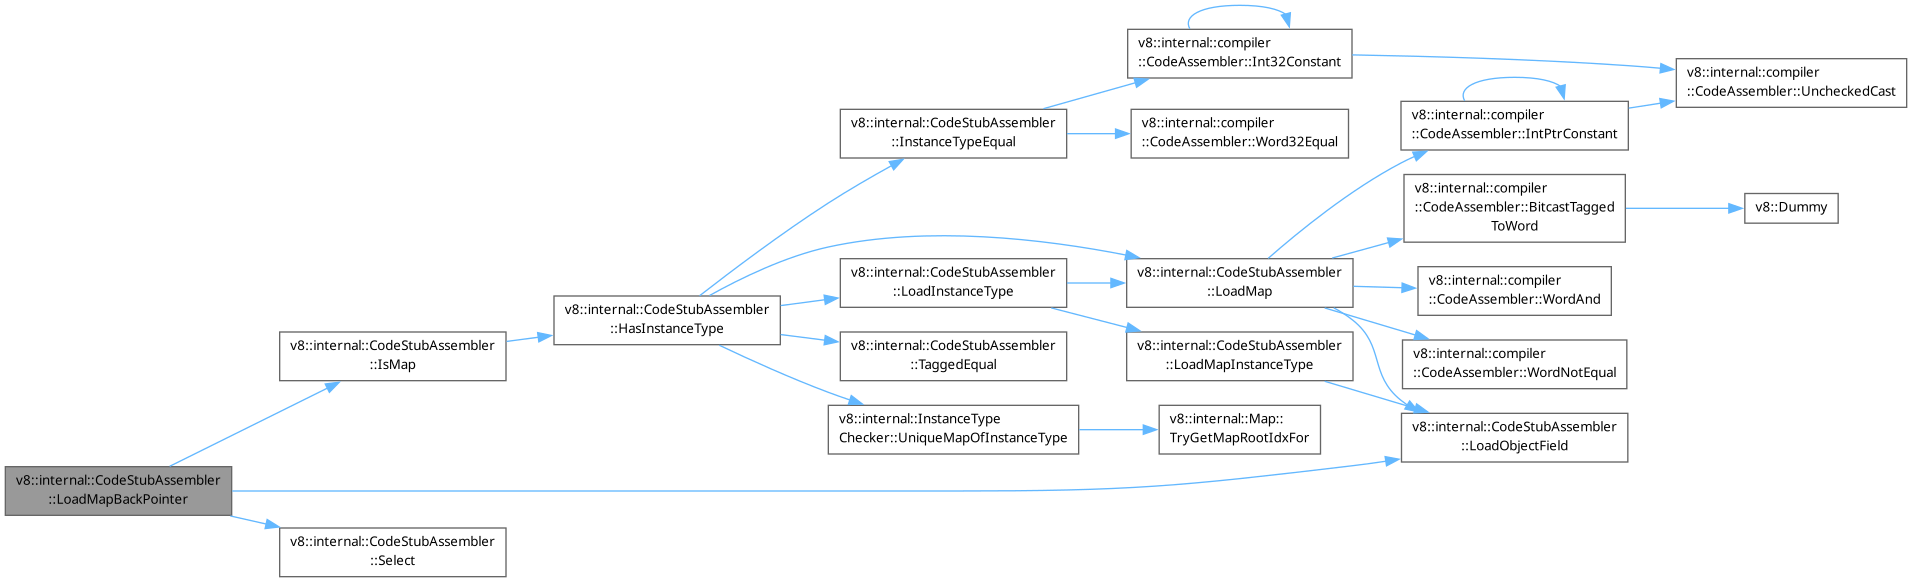 v8::internal::CodeStubAssembler
::LoadMapBackPointer
v8::internal::CodeStubAssembler
::IsMap
v8::internal::CodeStubAssembler
::Select
v8::internal::CodeStubAssembler
::HasInstanceType
v8::internal::CodeStubAssembler
::InstanceTypeEqual
v8::internal::CodeStubAssembler
::LoadInstanceType
v8::internal::CodeStubAssembler
::TaggedEqual
v8::internal::InstanceType
Checker::UniqueMapOfInstanceType
v8::internal::compiler
::CodeAssembler::Int32Constant
v8::internal::compiler
::CodeAssembler::Word32Equal
v8::internal::CodeStubAssembler
::LoadMap
v8::internal::CodeStubAssembler
::LoadMapInstanceType
v8::internal::Map::
TryGetMapRootIdxFor
v8::internal::compiler
::CodeAssembler::IntPtrConstant
v8::internal::compiler
::CodeAssembler::BitcastTagged
ToWord
v8::internal::compiler
::CodeAssembler::WordAnd
v8::internal::compiler
::CodeAssembler::WordNotEqual
v8::internal::CodeStubAssembler
::LoadObjectField
v8::internal::compiler
::CodeAssembler::UncheckedCast
v8::Dummy